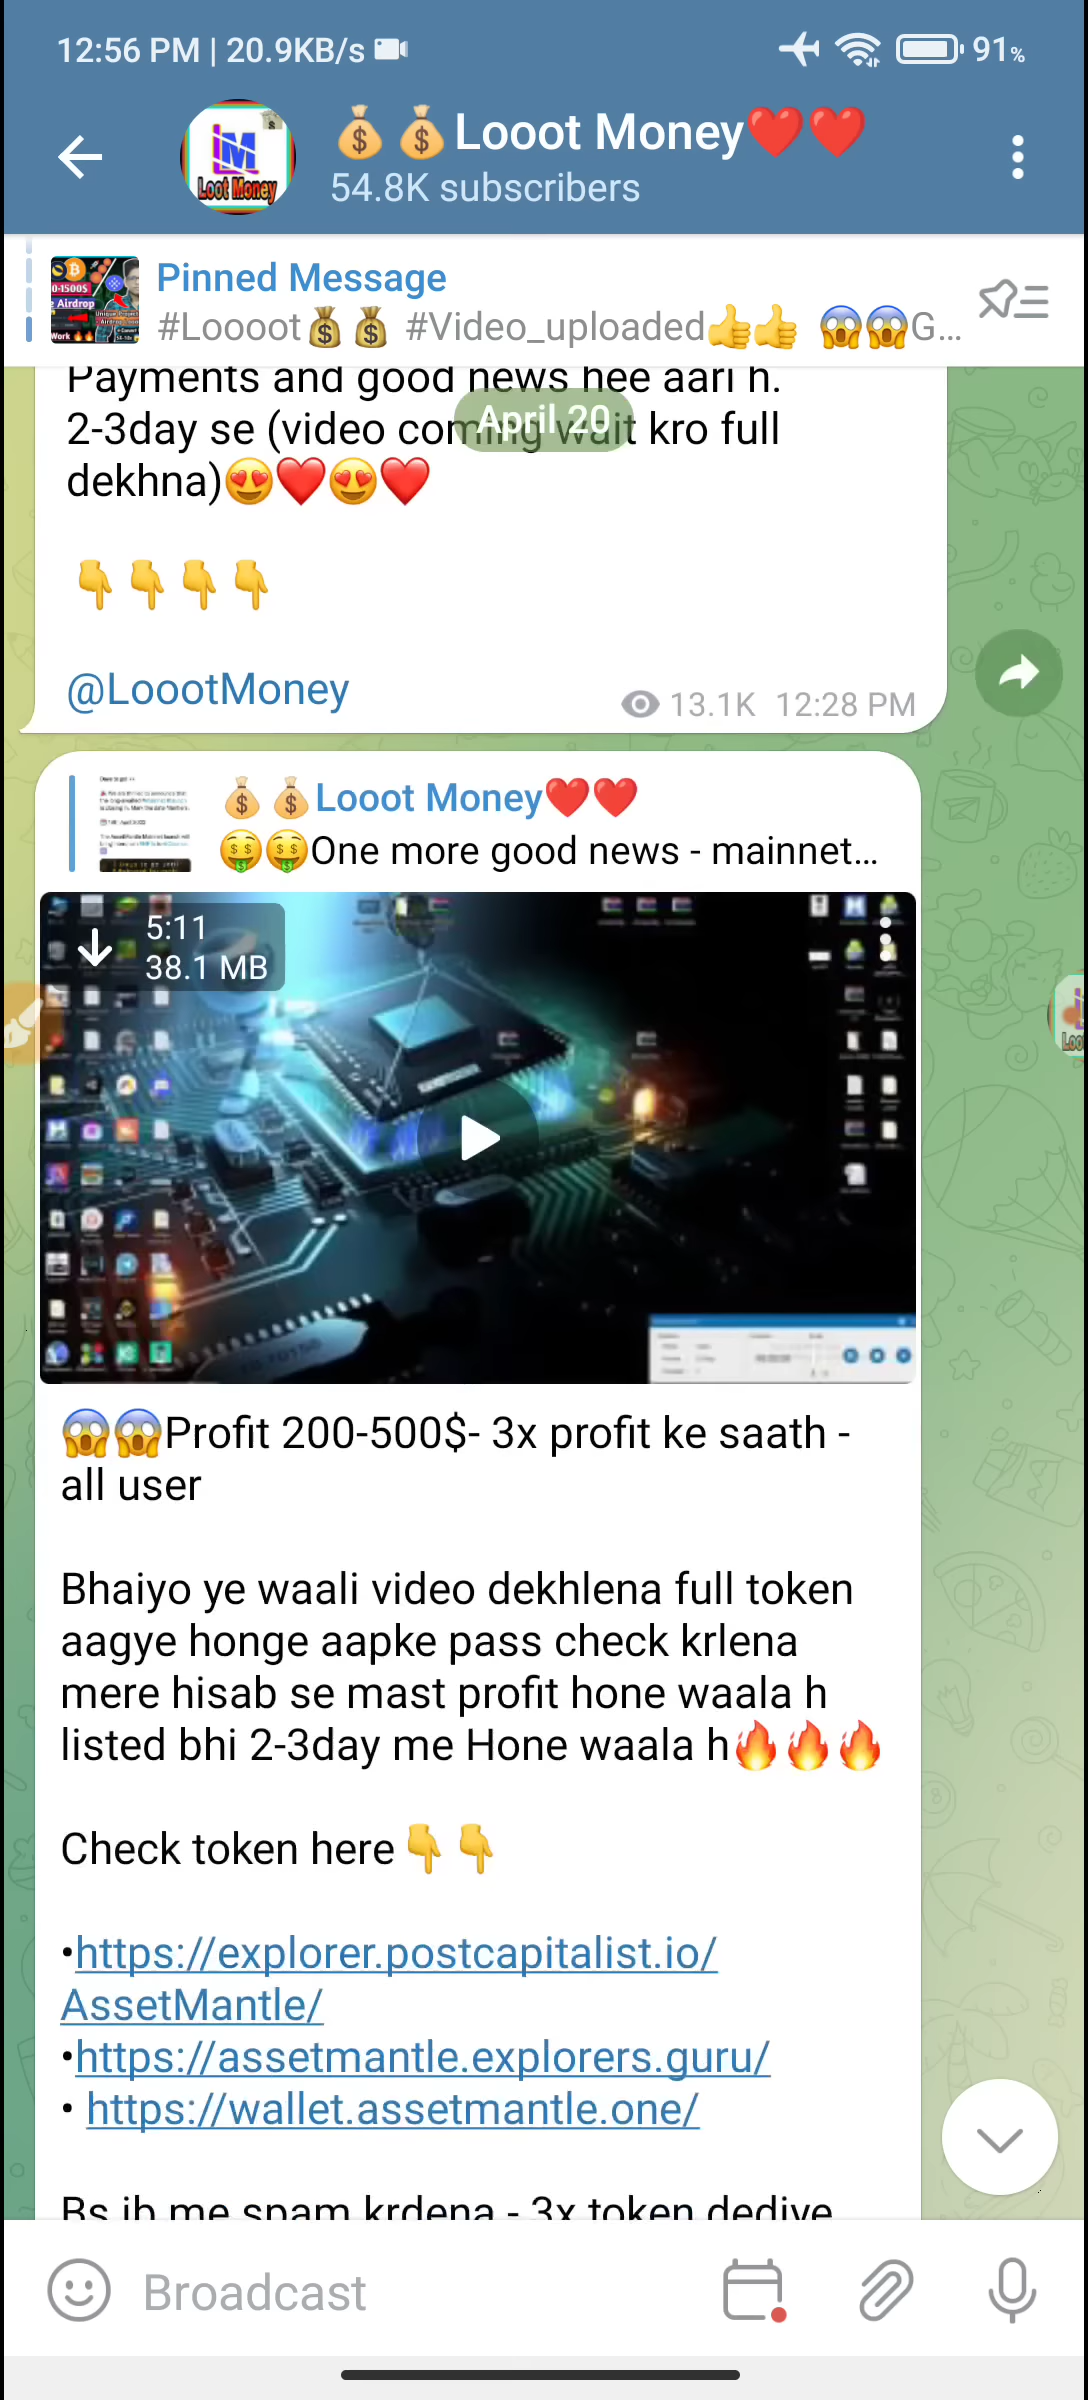 12:56 PM | 20.9KB/s
91%
💰💰Looot Money❤️❤️
54.8K subscribers
Loot Money
Pinned Message
#Loooot💰💰 #Video_uploaded👍👍 😱😱G...
Payments and good news hee aari h.
2-3day se (video coming wait kro full
dekhna)😍❤️😍❤️
April 20
👇👇👇👇
@LoootMoney
13.1K 12:28 PM
💰💰Looot Money❤️❤️
🤑🤑One more good news - mainnet...
5:11
38.1 MB
😱😱Profit 200-500$- 3x profit ke saath -
all user
Bhaiyo ye waali video dekhlena full token
aagye honge aapke pass check krlena
mere hisab se mast profit hone waala h
listed bhi 2-3day me Hone waala h🔥🔥🔥
Check token here👇👇
•https://explorer.postcapitalist.io/
AssetMantle/
•https://assetmantle.explorers.guru/
• https://wallet.assetmantle.one/
Bs ib me spam krdena - 3x token dediye
Broadcast